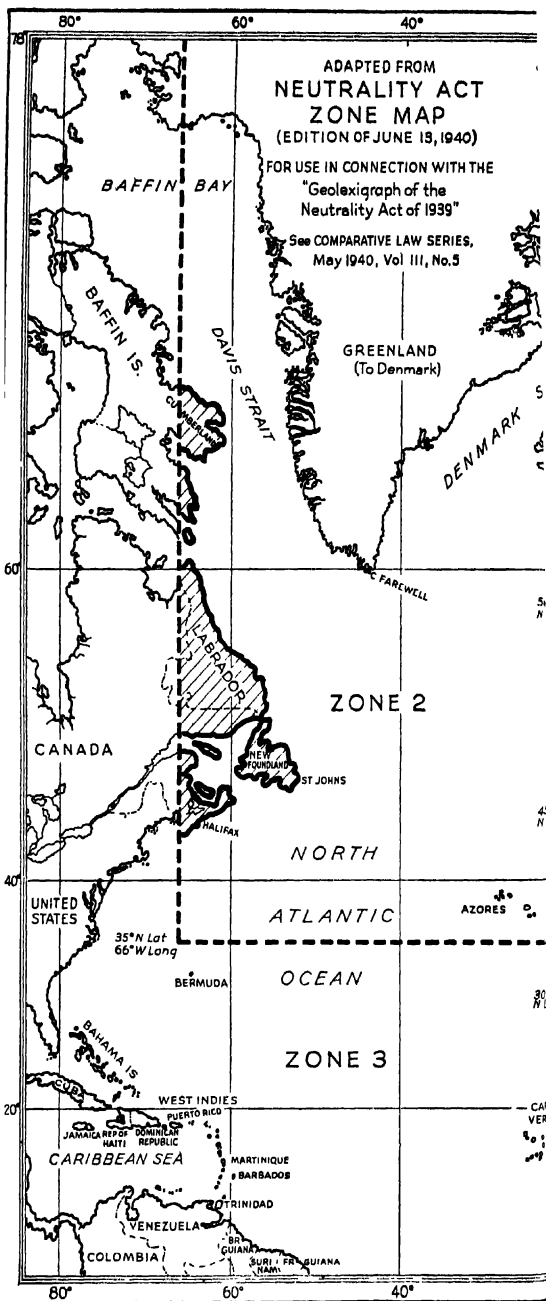 80°
60°
40°
78°
ADAPTED FROM
NEUTRALITY ACT
ZONE MAP
(EDITION OF JUNE 13, 1940)
FOR USE IN CONNECTION WITH THE
"Geolexigraph of the
Neutrality Act of 1939"
See COMPARATIVE LAW SERIES,
May 1940, Vol III, No.5
BAFFIN BAY
BAFFIN IS.
DAVIS STRAIT
GREENLAND
(To Denmark)
DENMARK
CUMBERLAND
60°
C FAREWELL
LABRADOR
ZONE 2
CANADA
NEW
FOUNDLAND
ST JOHNS
HALIFAX
NORTH
40°
UNITED
STATES
ATLANTIC
AZORES
35°N Lat
66°W Long
OCEAN
BERMUDA
BAHAMA IS
ZONE 3
CUBA
WEST INDIES
20°
PUERTO RICO
JAMAICA
REP OF
HAITI
DOMINICAN
REPUBLIC
CARIBBEAN SEA
MARTINIQUE
BARBADOS
TRINIDAD
VENEZUELA
BR
GUIANA
COLOMBIA
SURI
NAM
FR GUIANA
80°
60°
40°